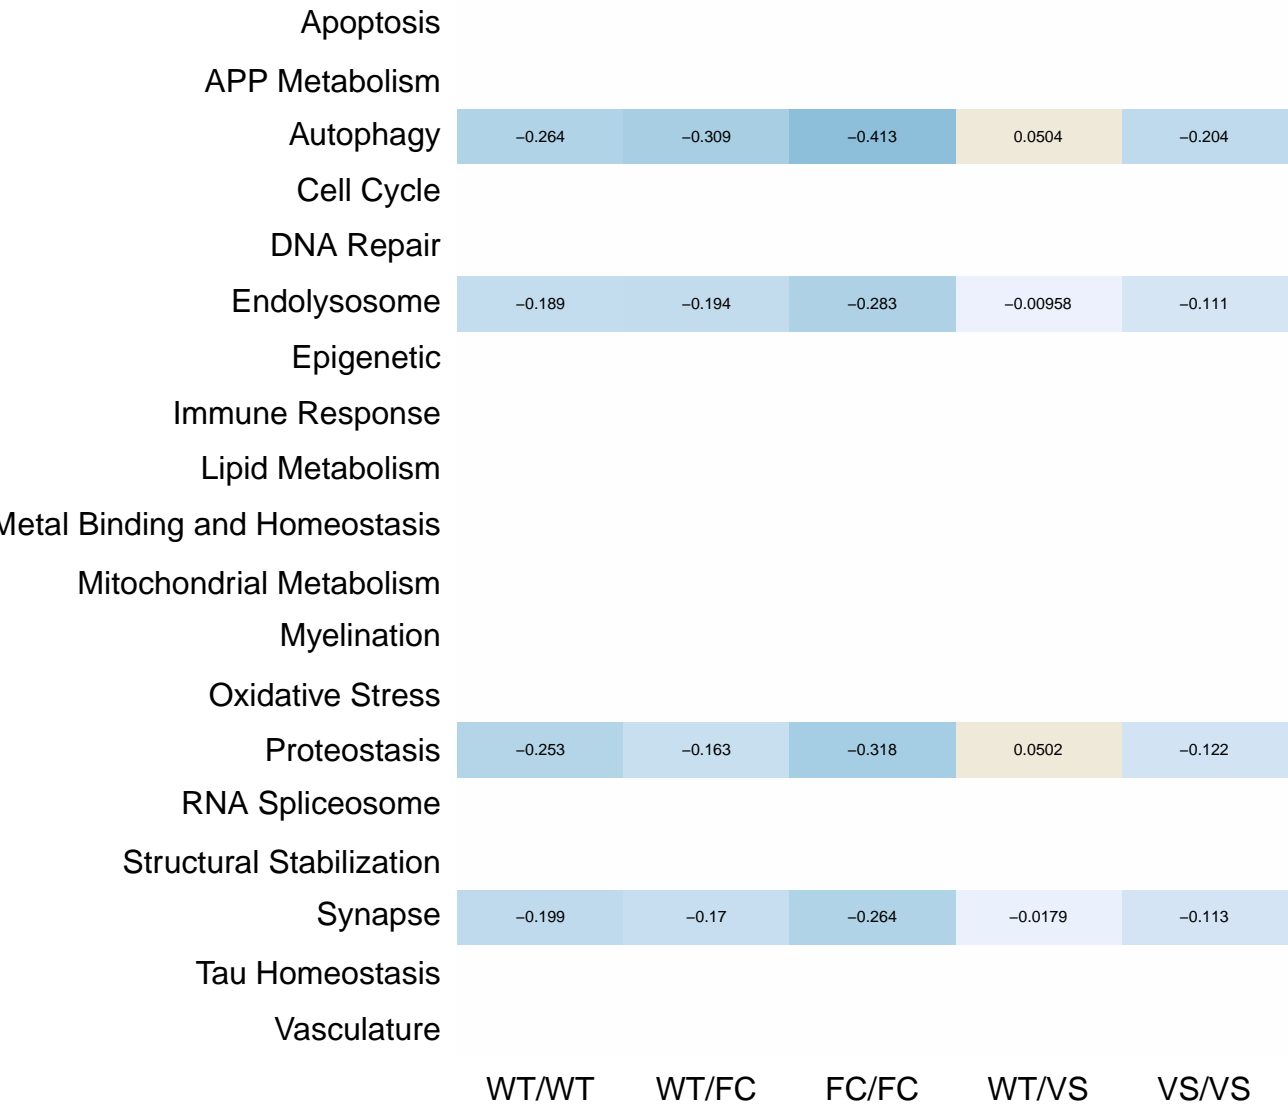 Apoptosis
APP Metabolism
Autophagy −0.264 −0.309 −0.413 0.0504 −0.204
Cell Cycle
DNA Repair
Endolysosome −0.189 −0.194 −0.283 −0.00958 −0.111
Epigenetic
Immune Response
Lipid Metabolism
Metal Binding and Homeostasis
Mitochondrial Metabolism
Myelination
Oxidative Stress
Proteostasis −0.253 −0.163 −0.318 0.0502 −0.122
RNA Spliceosome
Structural Stabilization
Synapse −0.199 −0.17 −0.264 −0.0179 −0.113
Tau Homeostasis
Vasculature
WT/WT WT/FC FC/FC WT/VS VS/VS